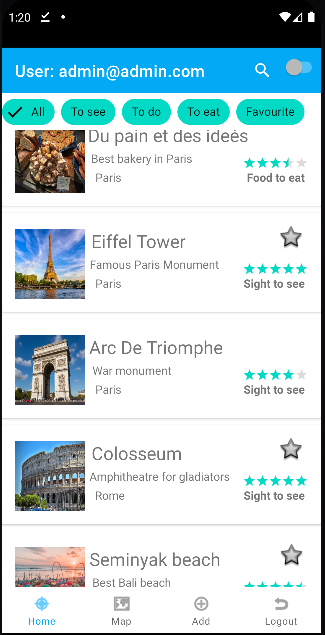 1:20
User: admin@admin.com
All To see To do To eat Favourite
Du pain et des ideés
Best bakery in Paris
Paris
Food to eat
Eiffel Tower
Famous Paris Monument
Paris
Sight to see
Arc De Triomphe
War monument
Paris
Sight to see
Colosseum
Amphitheatre for gladiators
Rome
Sight to see
Seminyak beach
Best Bali beach
Home Map Add Logout